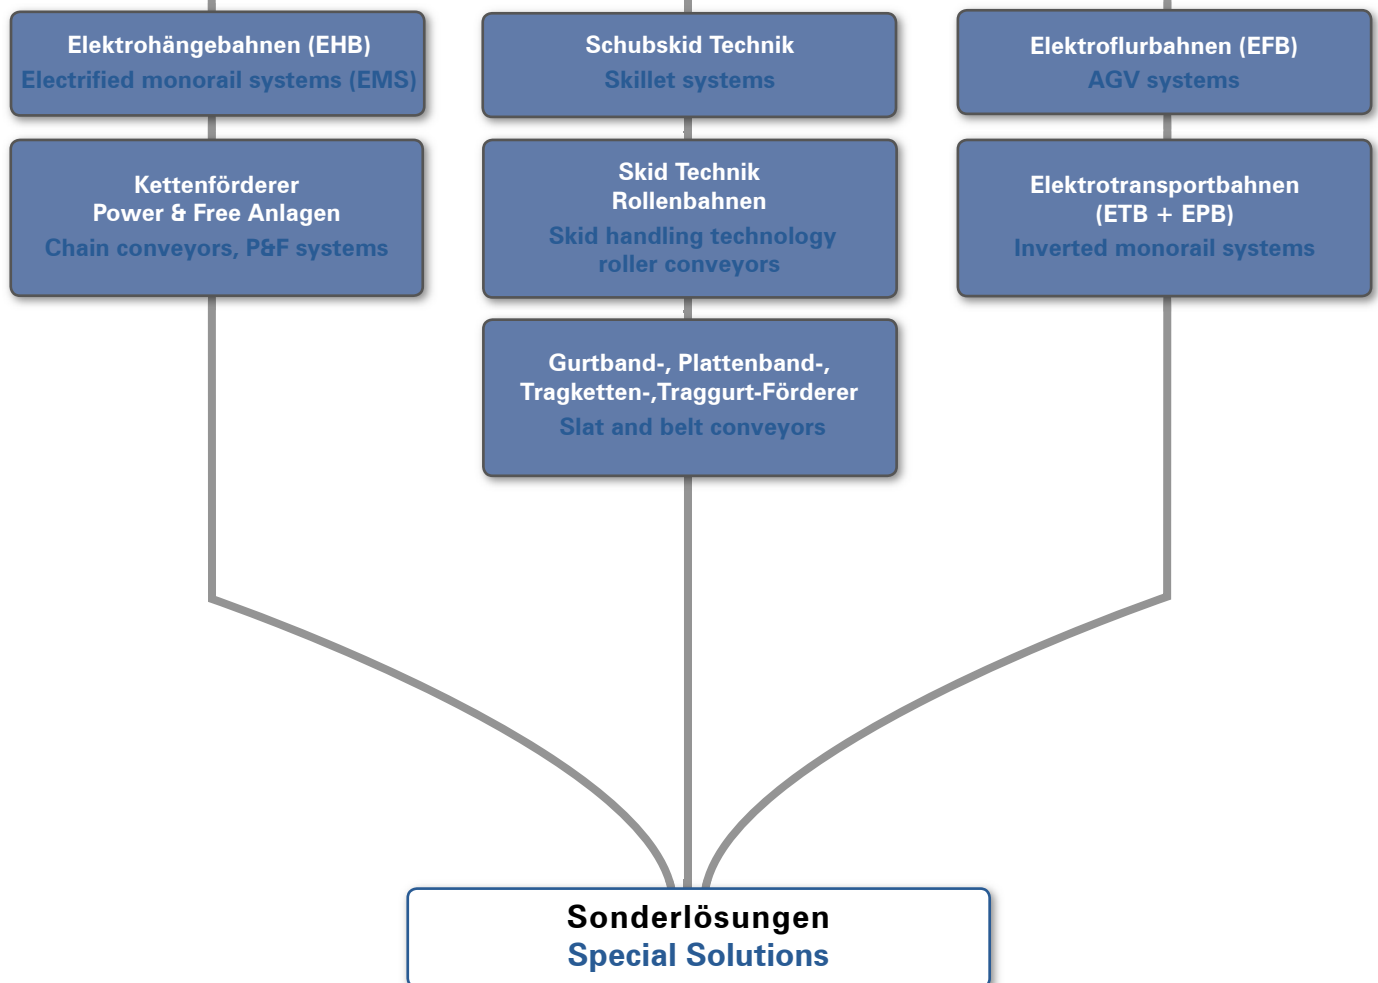 Elektrohängebahnen (EHB)
Electrified monorail systems (EMS)
Schubskid Technik
Skillet systems
Elektroflurbahnen (EFB)
AGV systems
Kettenförderer
Power & Free Anlagen
Chain conveyors, P&F systems
Skid Technik
Rollenbahnen
Skid handling technology
roller conveyors
Elektrotransportbahnen
(ETB + EPB)
Inverted monorail systems
Gurtband-, Plattenband-,
Tragketten-,Traggurt-Förderer
Slat and belt conveyors
Sonderlösungen
Special Solutions